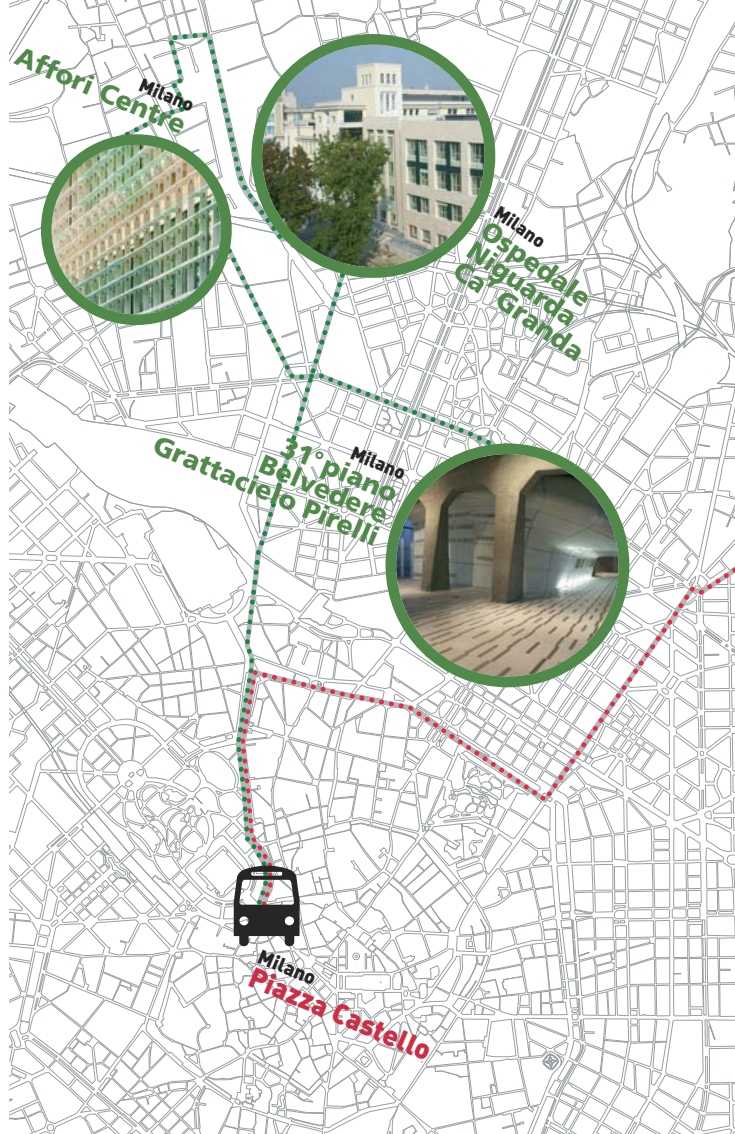 Milano
Affori Centre
Milano
Ospedale
Niguarda
Ca' Granda
Milano
31° piano
Belvedere
Grattacielo Pirelli
Milano
Piazza Castello